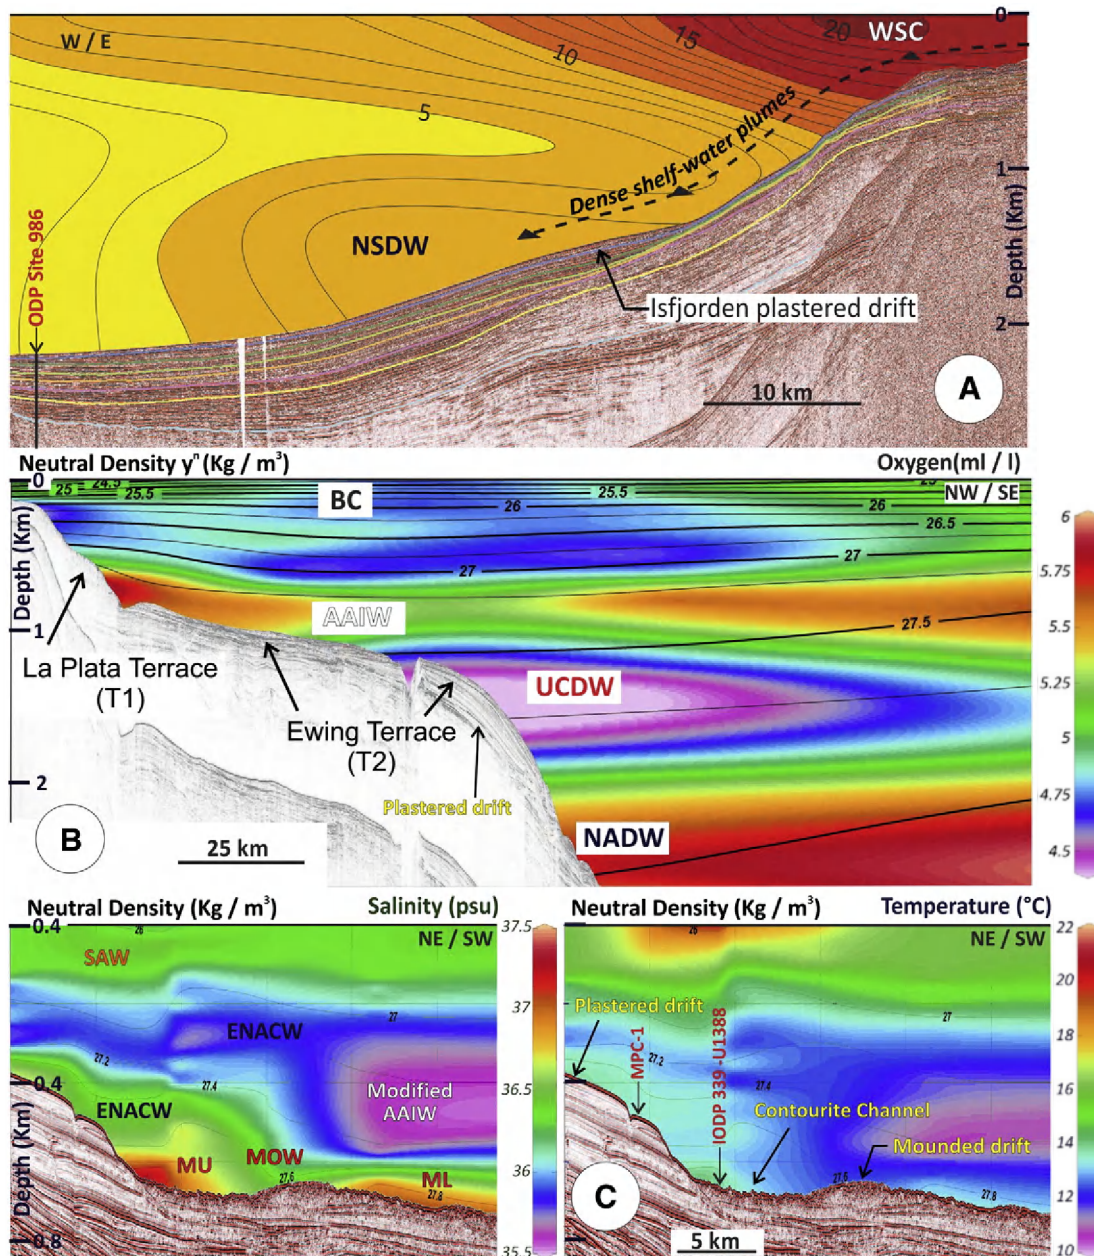 W / E
WSC
0
5
10
15
20
Dense shelf-water plumes
ODP Site 986
NSDW
1
Depth (Km)
Isfjorden plastered drift
2
10 km
A
Neutral Density γⁿ (Kg / m³)
Oxygen(ml / l)
0
25
24.5
25.5
BC
26
25.5
25
NW / SE
26.5
27
6
5.75
5.5
5.25
5
4.75
4.5
Depth (Km)
AAIW
27.5
1
La Plata Terrace
(T1)
UCDW
Ewing Terrace
(T2)
2
Plastered drift
NADW
B
25 km
Neutral Density (Kg / m³)
Salinity (psu)
0.4
26
NE / SW
37.5
37
36.5
36
35.5
SAW
ENACW
27
27.2
27.4
0.4
Modified
AAIW
ENACW
Depth (Km)
MU
MOW
ML
27.6
27.8
0.8
Neutral Density (Kg / m³)
Temperature (°C)
26
NE / SW
22
20
18
16
14
12
10
Plastered drift
27
MPC-1
27.2
27.4
IODP 339 -U1388
Contourite Channel
Mounded drift
27.6
27.8
C
5 km